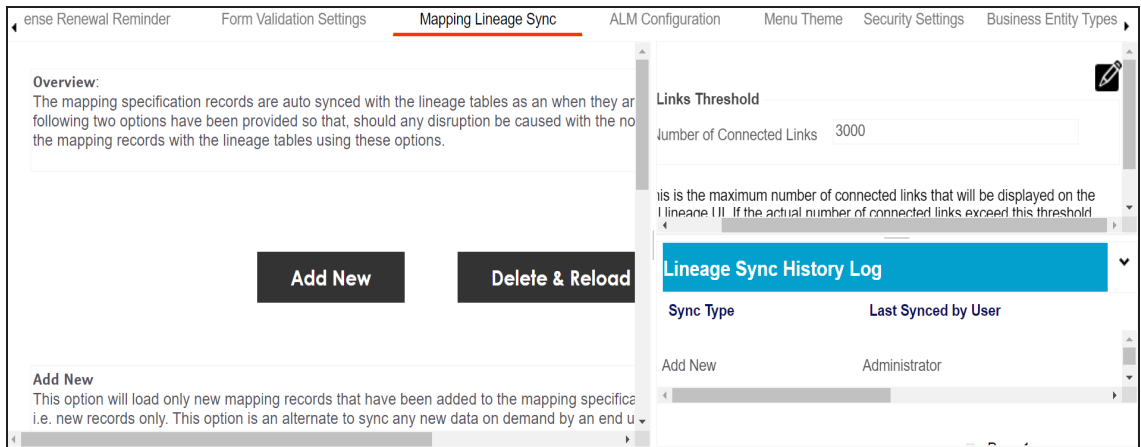 ense Renewal Reminder Form Validation Settings Mapping Lineage Sync ALM Configuration Menu Theme Security Settings Business Entity Types
Overview:
The mapping specification records are auto synced with the lineage tables as an when they ar
following two options have been provided so that, should any disruption be caused with the no
the mapping records with the lineage tables using these options.
Add New
Delete & Reload
Add New
This option will load only new mapping records that have been added to the mapping specifica
i.e. new records only. This option is an alternate to sync any new data on demand by an end u
Links Threshold
Number of Connected Links 3000
his is the maximum number of connected links that will be displayed on the
lineage UI. If the actual number of connected links exceed this threshold
Lineage Sync History Log
Sync Type Last Synced by User
Add New Administrator